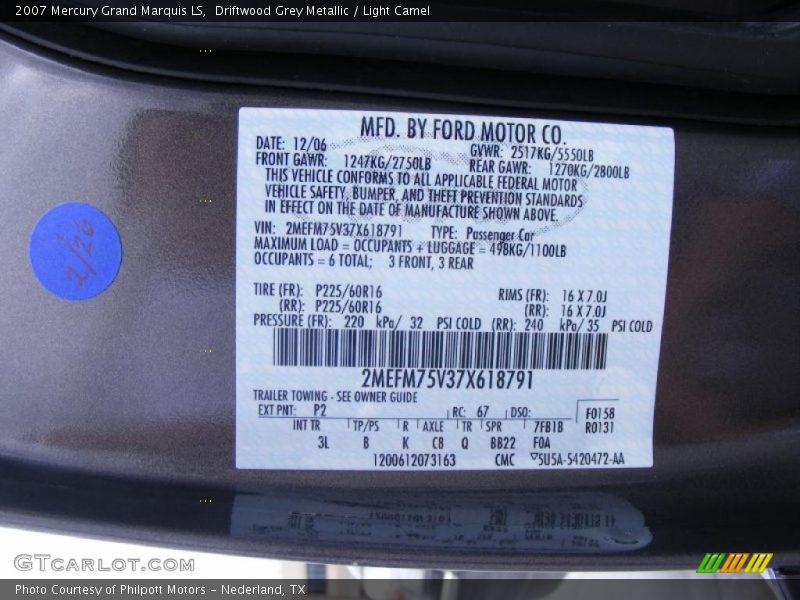 2007 Mercury Grand Marquis LS, Driftwood Grey Metallic / Light Camel
MFD. BY FORD MOTOR CO.
DATE: 12/06 GVWR: 2517KG/5550LB
FRONT GAWR: 1247KG/2750LB REAR GAWR: 1270KG/2800LB
THIS VEHICLE CONFORMS TO ALL APPLICABLE FEDERAL MOTOR
VEHICLE SAFETY, BUMPER, AND THEFT PREVENTION STANDARDS
IN EFFECT ON THE DATE OF MANUFACTURE SHOWN ABOVE.
VIN: 2MEFM75V37X618791 TYPE: Passenger Car
MAXIMUM LOAD = OCCUPANTS + LUGGAGE = 498KG/1100LB
OCCUPANTS = 6 TOTAL; 3 FRONT, 3 REAR
TIRE (FR): P225/60R16 RIMS (FR): 16 X 7.0J
(RR): P225/60R16 (RR): 16 X 7.0J
PRESSURE (FR): 220 kPa/ 32 PSI COLD (RR): 240 kPa/ 35 PSI COLD
2MEFM75V37X618791
TRAILER TOWING - SEE OWNER GUIDE
EXT PNT: P2 RC: 67 DSO: F0158
INT TR TP/PS R AXLE TR SPR 7FB1B R0131
3L B K C8 Q BB22 F0A
1200612073163 CMC ▽5U5A-5420472-AA
2/26
GTCARLOT.COM
Photo Courtesy of Philpott Motors - Nederland, TX